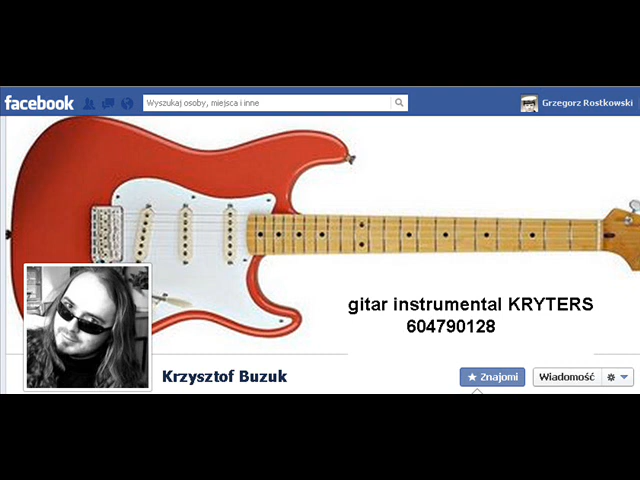 facebook
Wyszukaj osoby, miejsca i inne
Grzegorz Rostkowski
gitar instrumental KRYTERS
604790128
Krzysztof Buzuk
Znajomi
Wiadomość